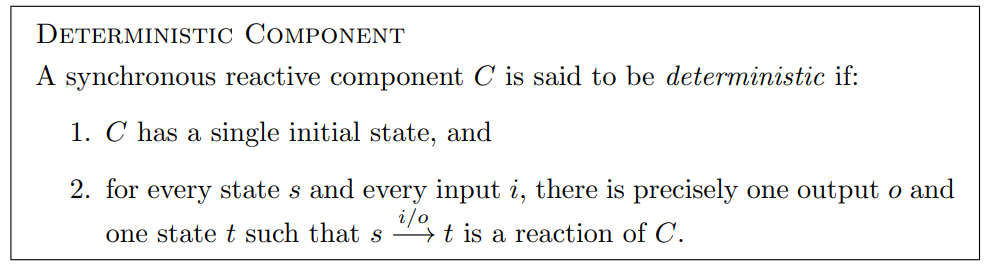 DETERMINISTIC COMPONENT
A synchronous reactive component C is said to be deterministic if:
1. C has a single initial state, and
2. for every state s and every input i, there is precisely one output o and
one state t such that s i/o⟶ t is a reaction of C.